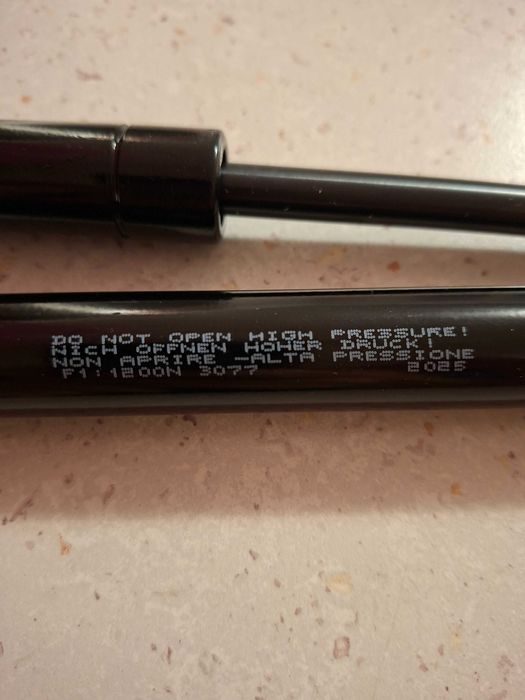 DO NOT OPEN HIGH PRESSURE!
NICH OFFNEN HOHER DRUCK!
NON APRIRE -ALTA PRESSIONE
F1 1200N 3077 2025